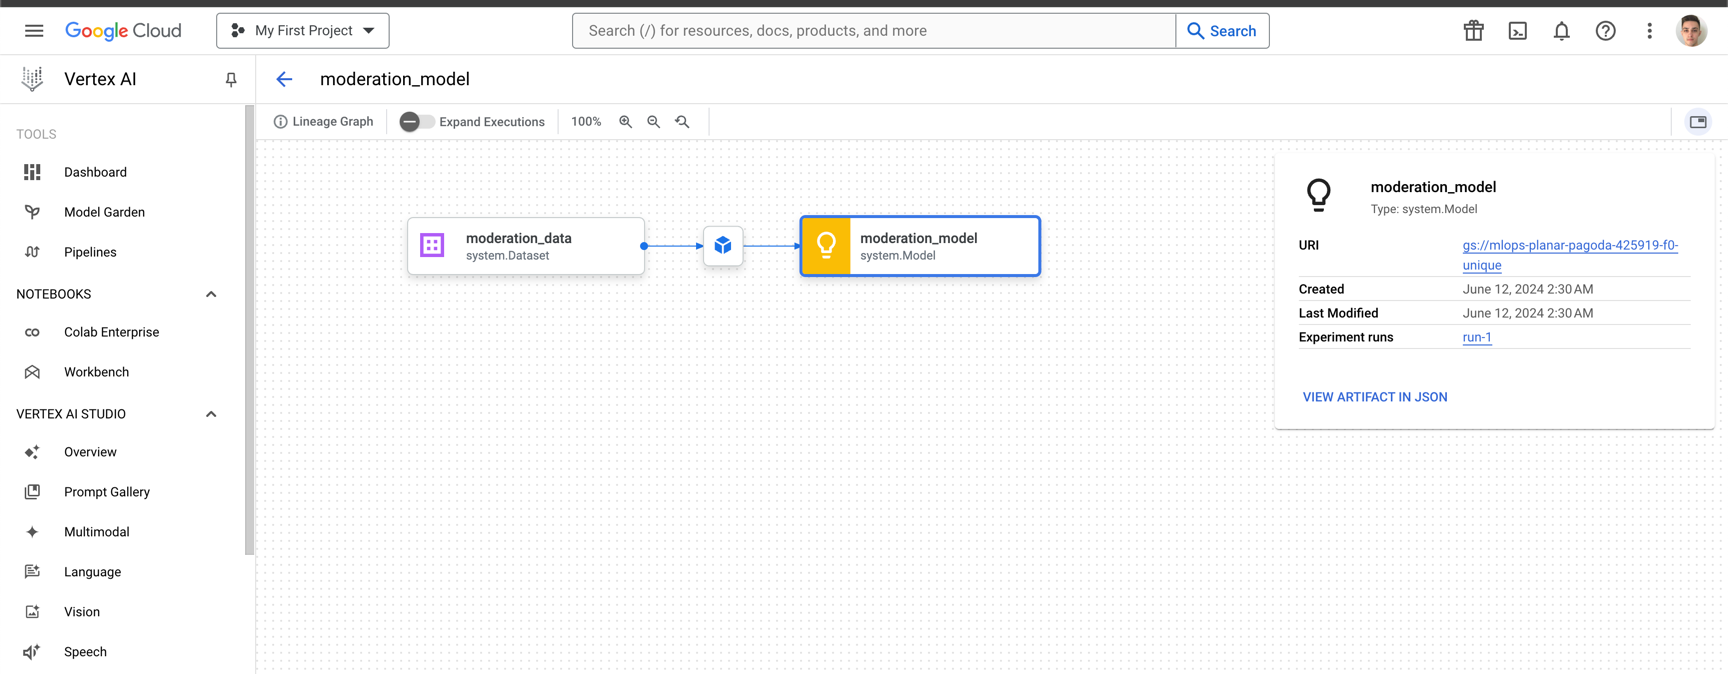 Google Cloud
My First Project
Search (/) for resources, docs, products, and more
Search
Vertex AI
moderation_model
TOOLS
Dashboard
Model Garden
Pipelines
NOTEBOOKS
Colab Enterprise
Workbench
VERTEX AI STUDIO
Overview
Prompt Gallery
Multimodal
Language
Vision
Speech
Lineage Graph
Expand Executions
100%
moderation_data
system.Dataset
moderation_model
system.Model
moderation_model
Type: system.Model
URI gs://mlops-planar-pagoda-425919-f0-
unique
Created June 12, 2024 2:30 AM
Last Modified June 12, 2024 2:30 AM
Experiment runs run-1
VIEW ARTIFACT IN JSON